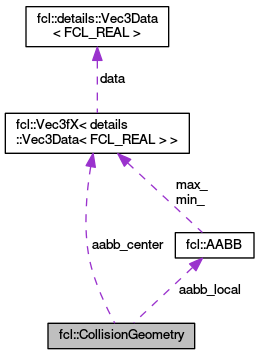 fcl::details::Vec3Data
< FCL_REAL >
data
fcl::Vec3fX< details
::Vec3Data< FCL_REAL > >
max_
min_
aabb_center
fcl::AABB
aabb_local
fcl::CollisionGeometry